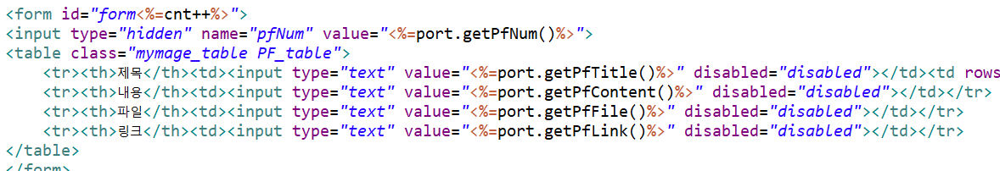 <form id="form<%=cnt++%>">
<input type="hidden" name="pfNum" value="<%=port.getPfNum()%>">
<table class="mymage_table PF_table">
<tr><th>제목</th><td><input type="text" value="<%=port.getPfTitle()%>" disabled="disabled"></td><td rows
<tr><th>내용</th><td><input type="text" value="<%=port.getPfContent()%>" disabled="disabled"></td></tr>
<tr><th>파일</th><td><input type="text" value="<%=port.getPfFile()%>" disabled="disabled"></td></tr>
<tr><th>링크</th><td><input type="text" value="<%=port.getPfLink()%>" disabled="disabled"></td></tr>
</table>
</form>